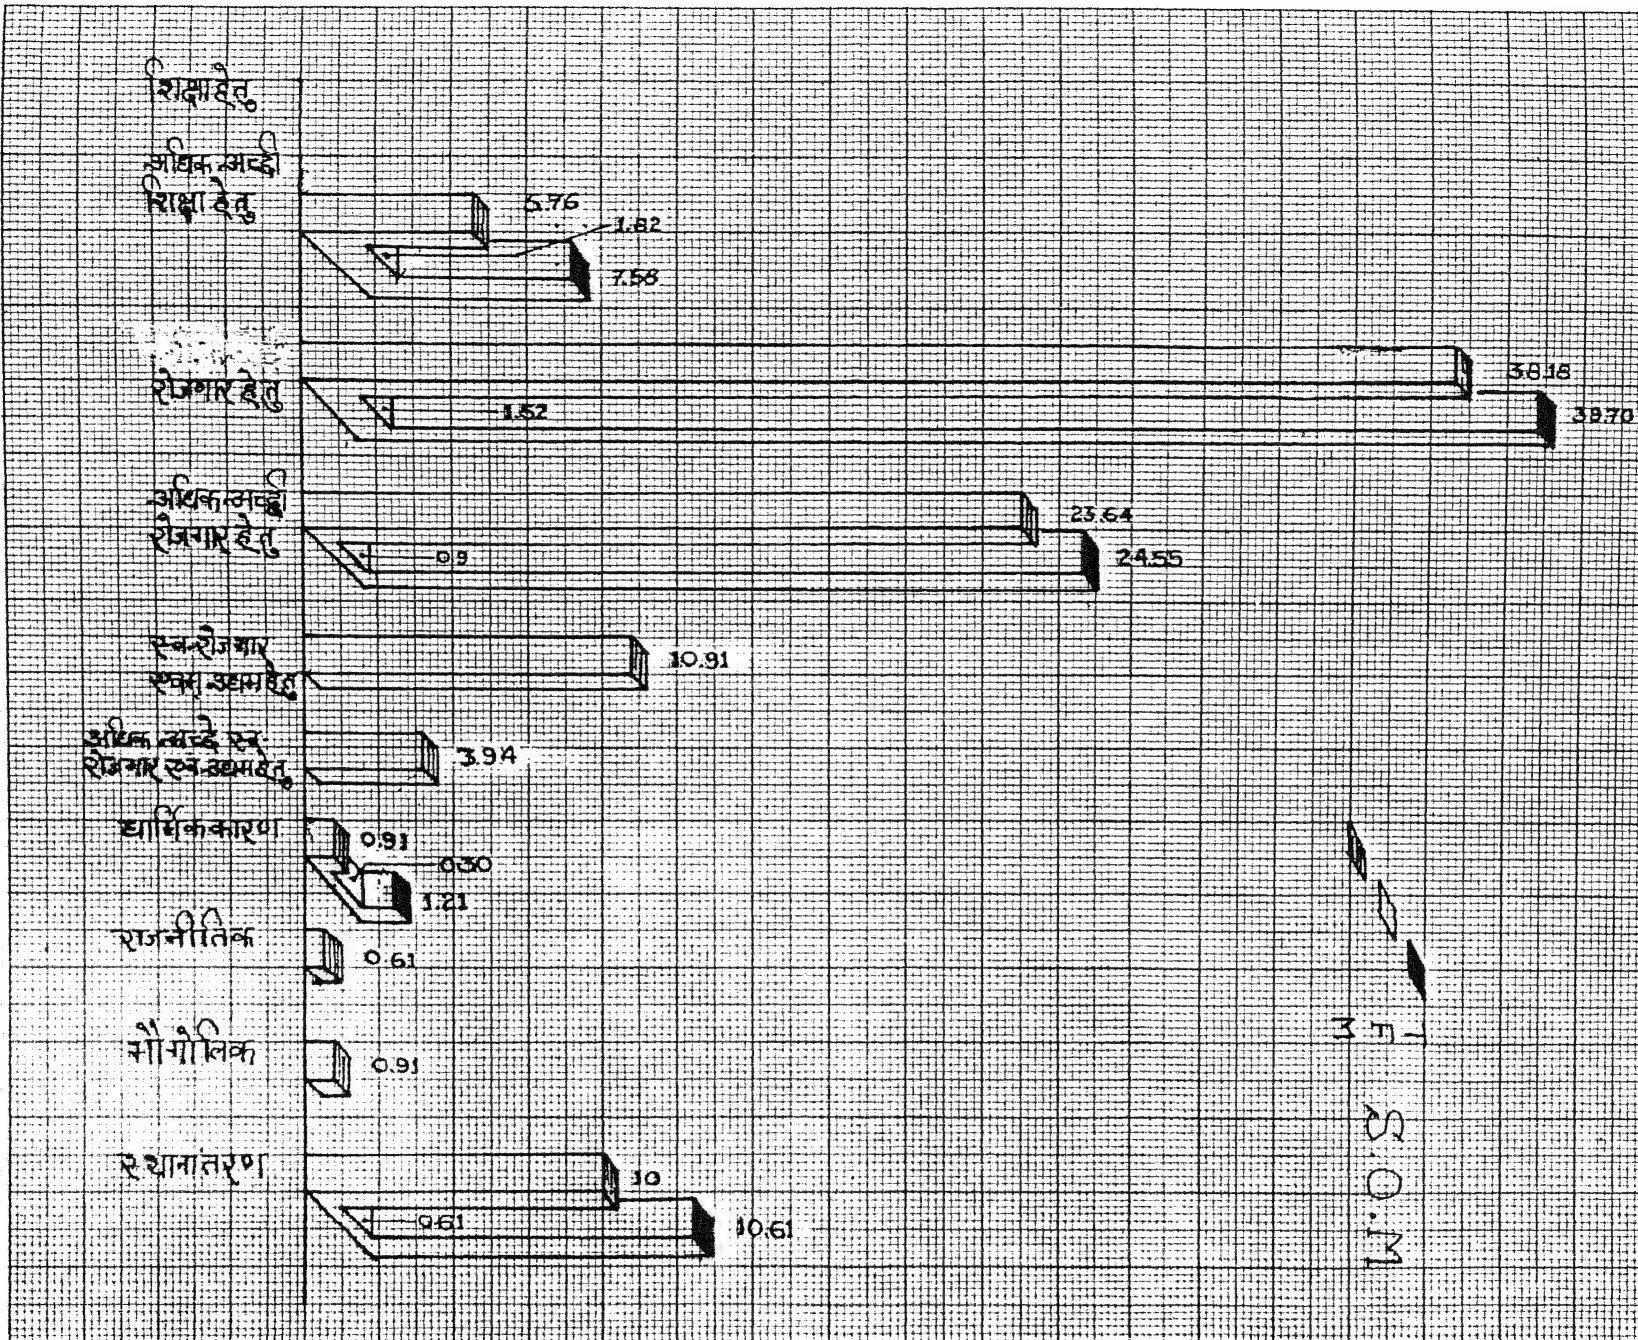 शिक्षा हेतु
अधिक अच्छी
शिक्षा हेतु
5.76
1.82
7.58
रोजगार हेतु
38.18
1.52
39.70
अधिक अच्छी
रोजगार हेतु
23.64
0.9
24.55
स्व-रोजगार
एवम् उद्यम हेतु
10.91
अधिक अच्छे स्व-
रोजगार एवं उद्यम हेतु
3.94
धार्मिक कारण
0.91
0.30
1.21
राजनीतिक
0.61
भौगोलिक
0.91
स्थानांतरण
10
0.61
10.61
M F T
S.O.M